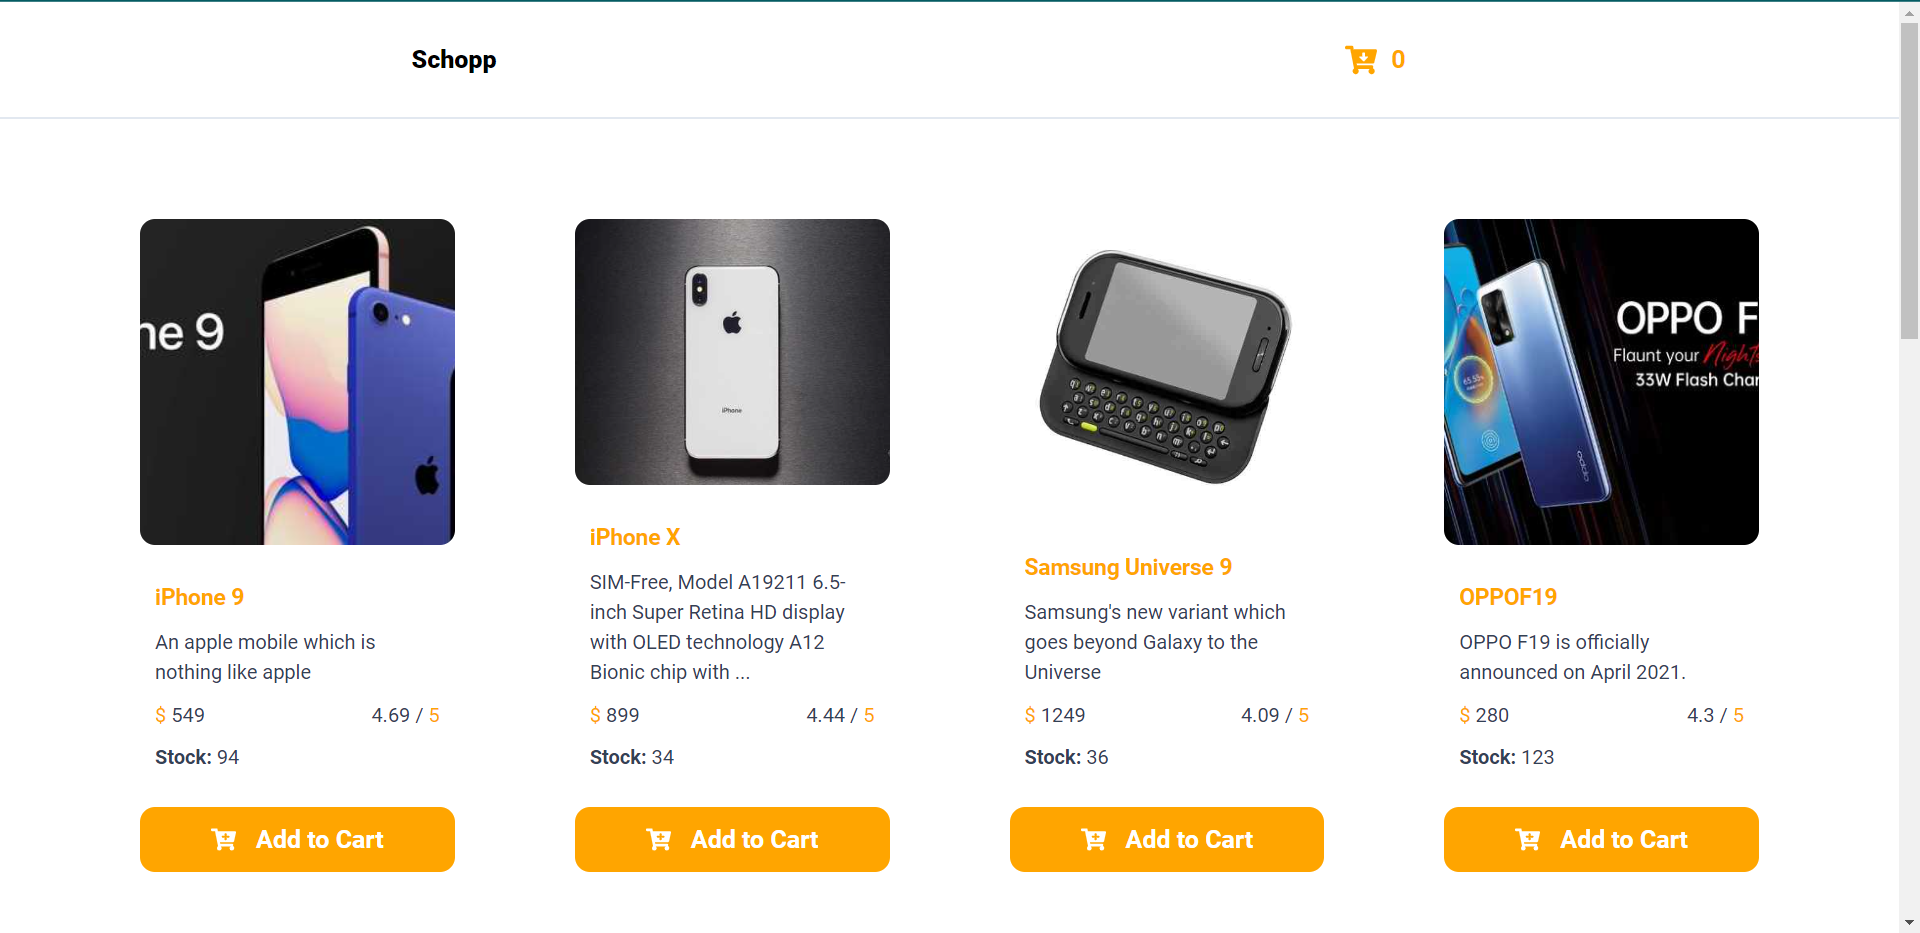 Schopp
0
ne 9
iPhone
OPPO F
Flaunt your Nights
33W Flash Char
65.55%
oppo
iPhone 9
An apple mobile which is
nothing like apple
$ 549
4.69 / 5
Stock: 94
Add to Cart
iPhone X
SIM-Free, Model A19211 6.5-
inch Super Retina HD display
with OLED technology A12
Bionic chip with ...
$ 899
4.44 / 5
Stock: 34
Add to Cart
Samsung Universe 9
Samsung's new variant which
goes beyond Galaxy to the
Universe
$ 1249
4.09 / 5
Stock: 36
Add to Cart
OPPOF19
OPPO F19 is officially
announced on April 2021.
$ 280
4.3 / 5
Stock: 123
Add to Cart